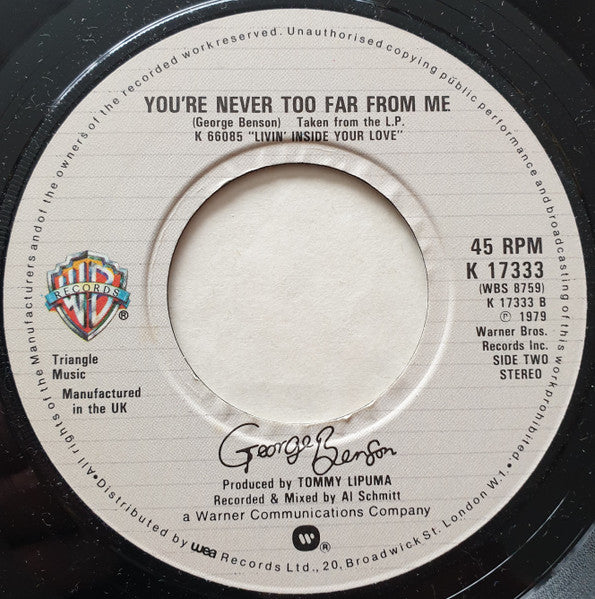 •All rights of the Manufacturers and of the owners of the recorded work reserved. Unauthorised copying public performance and broadcasting of this work prohibited.
YOU'RE NEVER TOO FAR FROM ME
(George Benson) Taken from the L.P.
K 66085 "LIVIN' INSIDE YOUR LOVE"
WB
RECORDS
®
Triangle
Music
Manufactured
in the UK
45 RPM
K 17333
(WBS 8759)
K 17333 B
℗ 1979
Warner Bros.
Records Inc.
SIDE TWO
STEREO
George Benson
Produced by TOMMY LIPUMA
Recorded & Mixed by Al Schmitt
a Warner Communications Company
W ®
•Distributed by wea Records Ltd., 20, Broadwick St. London W.1.•